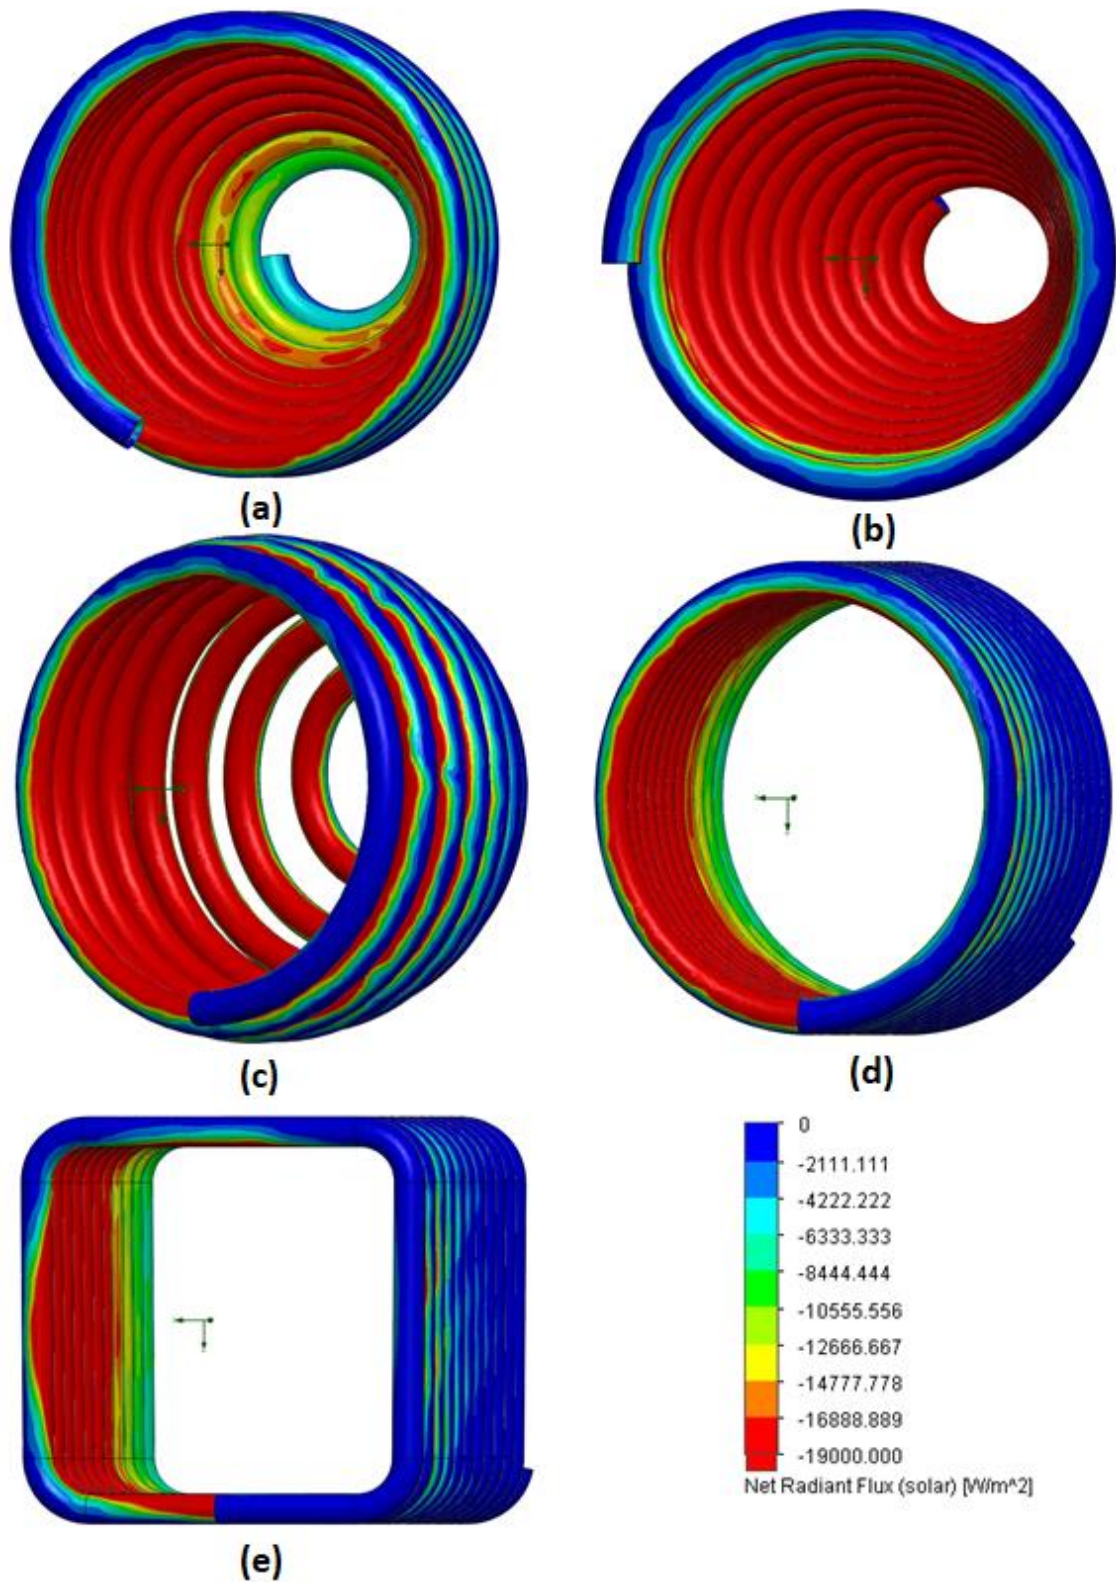 (a)
(b)
(c)
(d)
(e)
0
-2111.111
-4222.222
-6333.333
-8444.444
-10555.556
-12666.667
-14777.778
-16888.889
-19000.000
Net Radiant Flux (solar) [W/m^2]